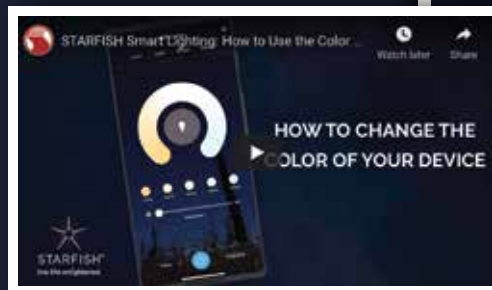 STARFISH Smart Lighting: How to Use the Color ...
Watch later
Share
HOW TO CHANGE THE
COLOR OF YOUR DEVICE
STARFISH™